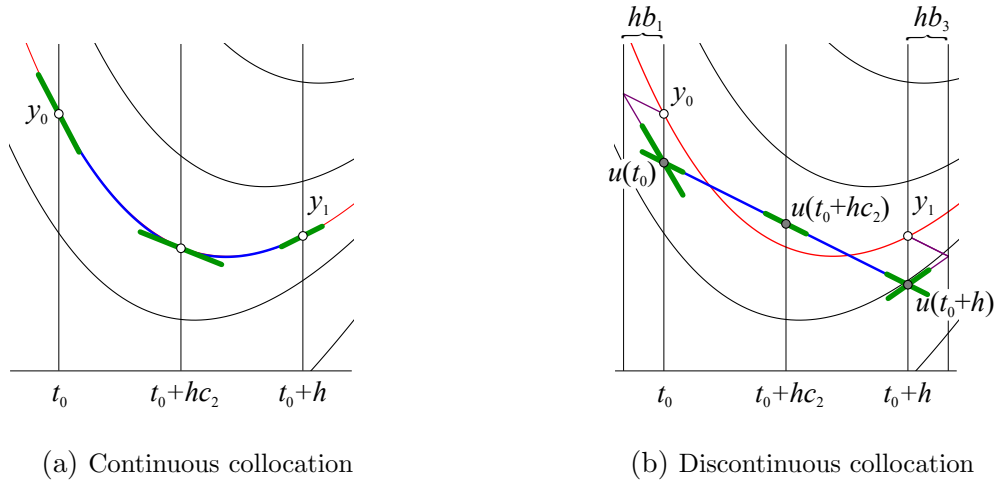 hb₁ hb₃
y₀ y₀
u(t₀)
u(t₀+hc₂)
y₁ y₁
u(t₀+h)
t₀ t₀+hc₂ t₀+h t₀ t₀+hc₂ t₀+h
(a) Continuous collocation (b) Discontinuous collocation